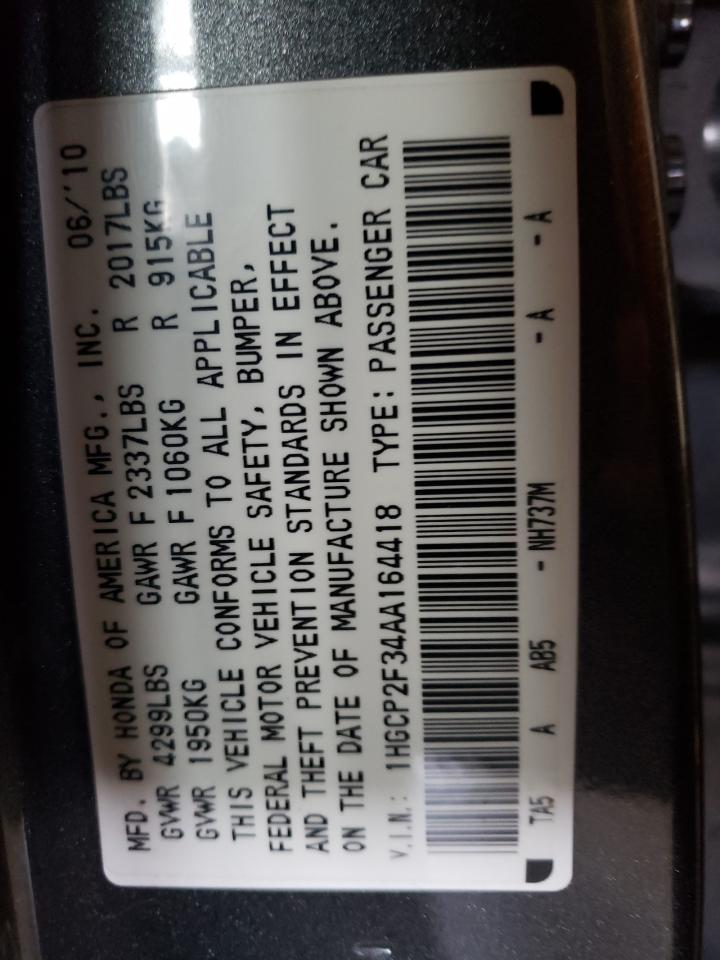 MFD. BY HONDA OF AMERICA MFG., INC. 06/'10
GVWR 4299LBS GAWR F 2337LBS R 2017LBS
GVWR 1950KG GAWR F 1060KG R 915KG
THIS VEHICLE CONFORMS TO ALL APPLICABLE
FEDERAL MOTOR VEHICLE SAFETY, BUMPER,
AND THEFT PREVENTION STANDARDS IN EFFECT
ON THE DATE OF MANUFACTURE SHOWN ABOVE.
V.I.N.: 1HGCP2F34AA164418 TYPE: PASSENGER CAR
TA5 A AB5 - NH737M - A - A